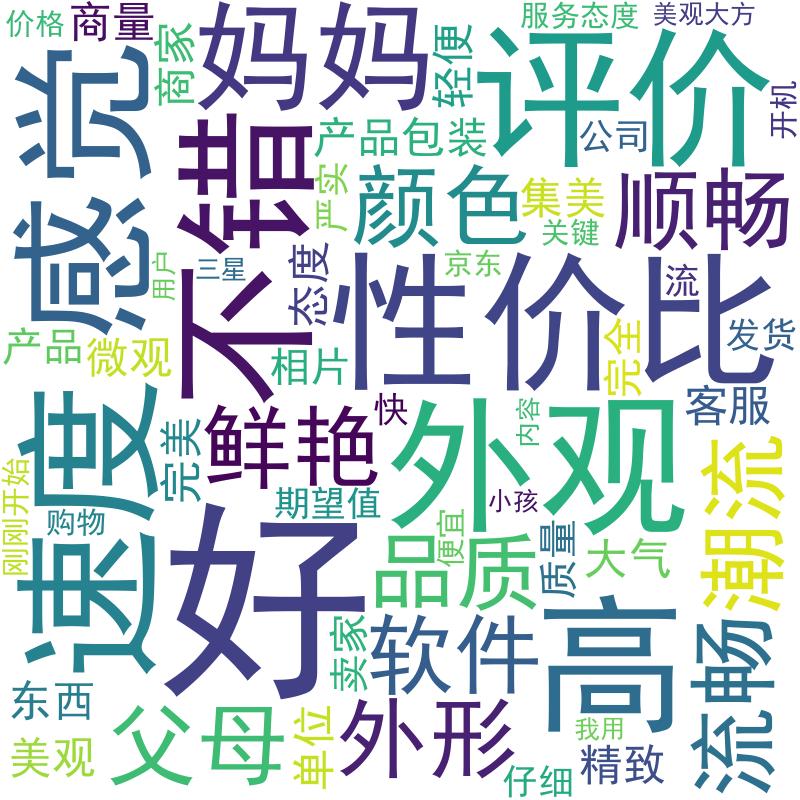 价格
商量
商家
妈妈
轻便
服务态度
美观大方
开机
感觉
不错
产品包装
严实
评价
公司
颜色
集美
关键
顺畅
用户
三星
态度
京东
性价比
流
发货
产品
微观
相片
完全
速度
完美
鲜艳
快
外观
内容
客服
刚刚开始
购物
期望值
小孩
潮流
好
品质
便宜
质量
大气
卖家
软件
高
流畅
东西
父母
单位
外形
我用
精致
美观
仔细